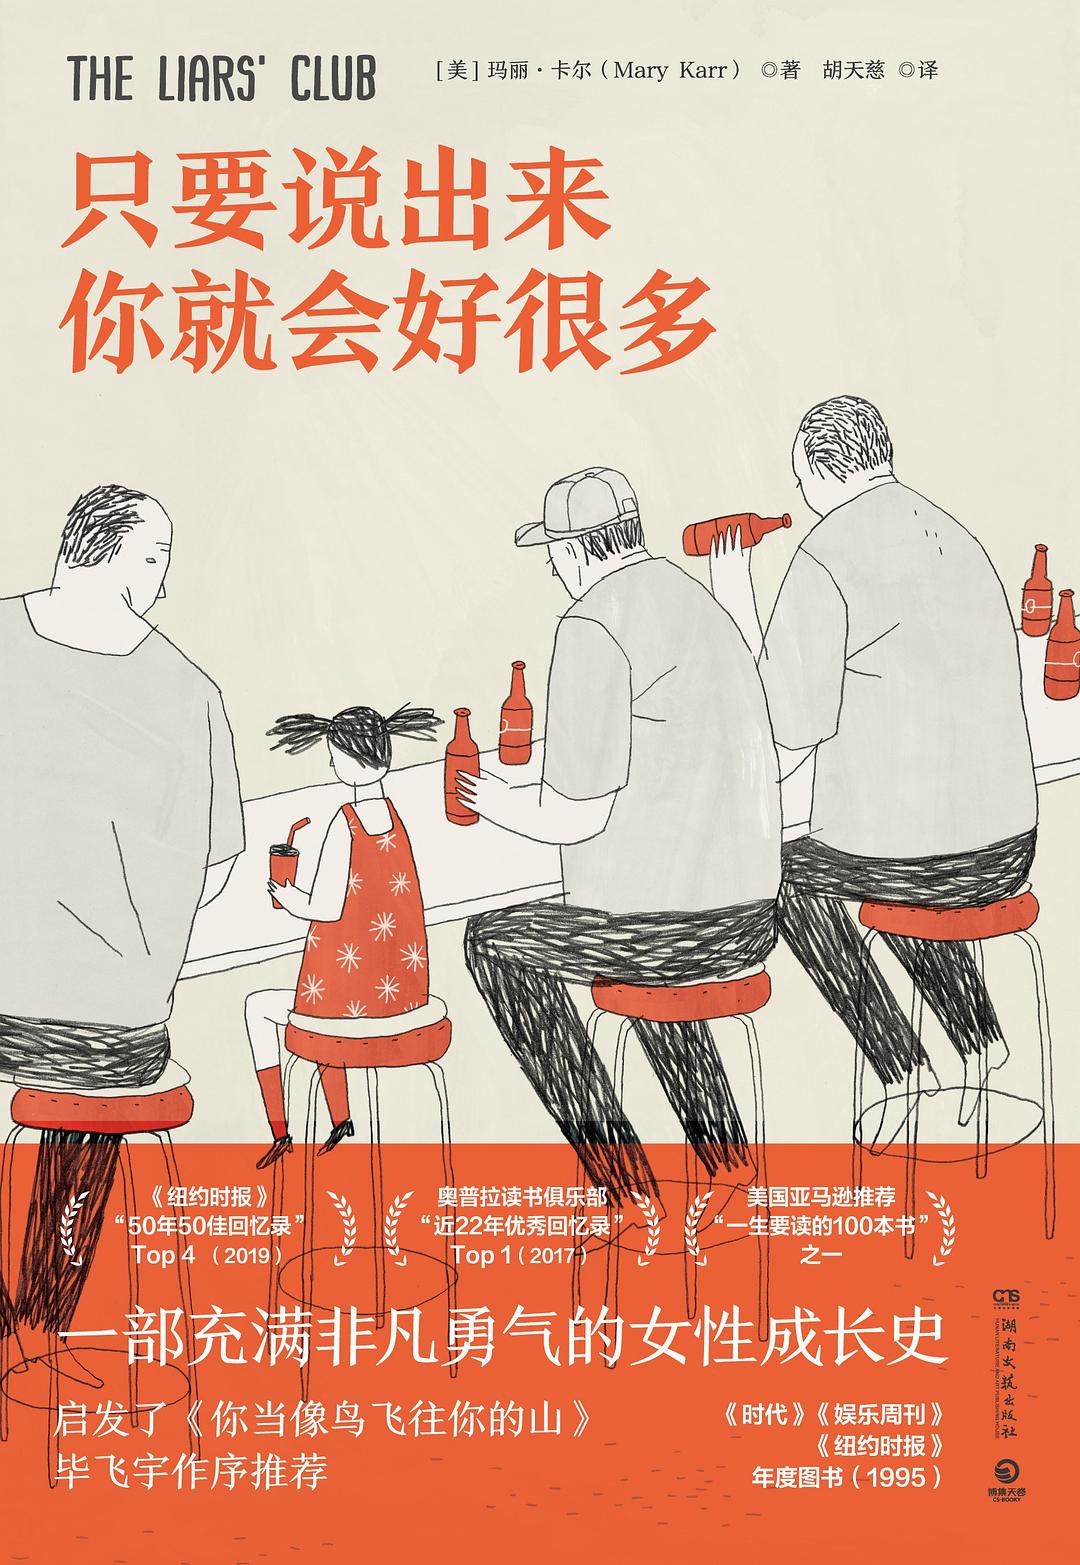 THE LIARS' CLUB
[美]玛丽·卡尔（Mary Karr） ◎著 胡天慈 ◎译
只要说出来
你就会好很多
《纽约时报》
“50年50佳回忆录”
Top 4 （2019）
奥普拉读书俱乐部
“近22年优秀回忆录”
Top 1（2017）
美国亚马逊推荐
“一生要读的100本书”
之一
一部充满非凡勇气的女性成长史
启发了《你当像鸟飞往你的山》
毕飞宇作序推荐
《时代》《娱乐周刊》
《纽约时报》
年度图书（1995）
湖南文艺出版社
博集天卷
CS-BOOKY